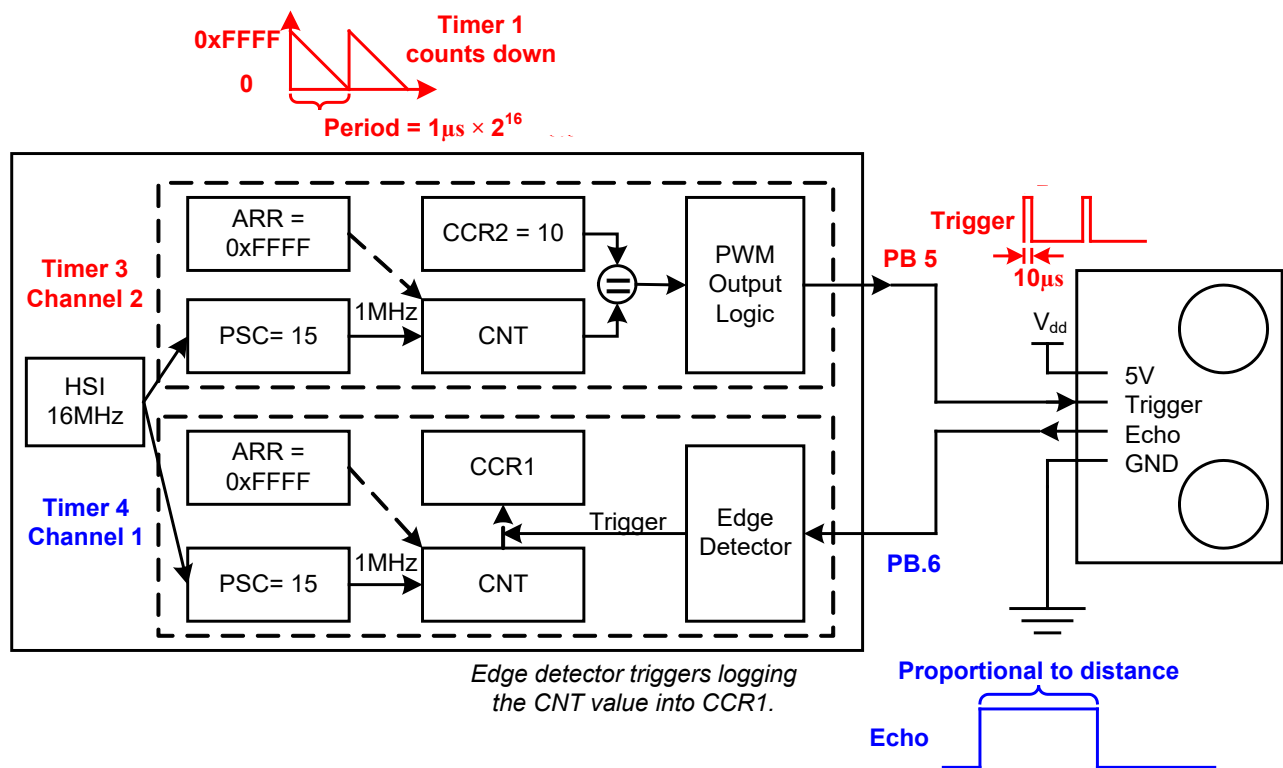 0xFFFF
Timer 1
counts down
0
Period = 1µs × 2^16
ARR =
0xFFFF
CCR2 = 10
PWM
Output
Logic
Timer 3
Channel 2
PSC= 15
1MHz
CNT
PB 5
Trigger
10µs
Vdd
5V
Trigger
Echo
GND
HSI
16MHz
ARR =
0xFFFF
CCR1
Trigger
Edge
Detector
Timer 4
Channel 1
PSC= 15
1MHz
CNT
PB.6
Edge detector triggers logging
the CNT value into CCR1.
Proportional to distance
Echo